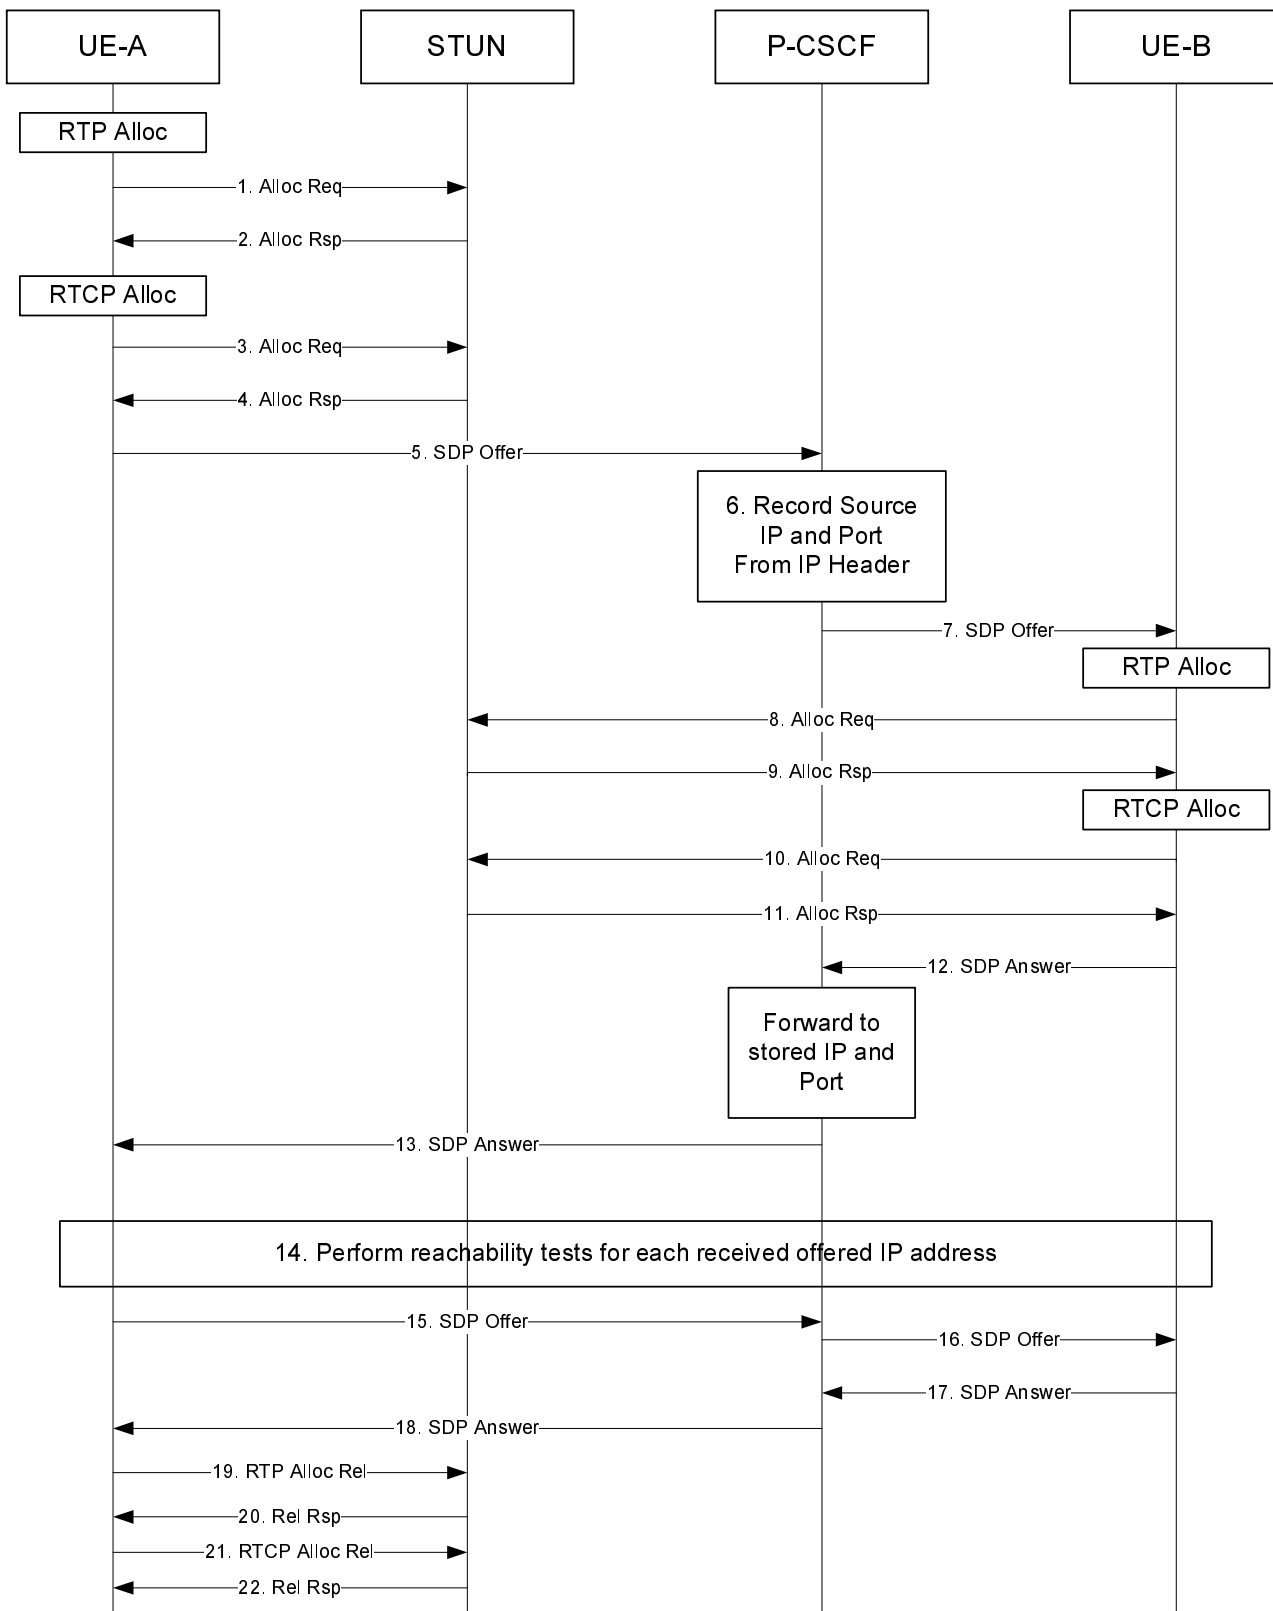 UE-A
STUN
P-CSCF
UE-B
RTP Alloc
1. Alloc Req
2. Alloc Rsp
RTCP Alloc
3. Alloc Req
4. Alloc Rsp
5. SDP Offer
6. Record Source
IP and Port
From IP Header
7. SDP Offer
RTP Alloc
8. Alloc Req
9. Alloc Rsp
RTCP Alloc
10. Alloc Req
11. Alloc Rsp
12. SDP Answer
Forward to
stored IP and
Port
13. SDP Answer
14. Perform reachability tests for each received offered IP address
15. SDP Offer
16. SDP Offer
17. SDP Answer
18. SDP Answer
19. RTP Alloc Rel
20. Rel Rsp
21. RTCP Alloc Rel
22. Rel Rsp